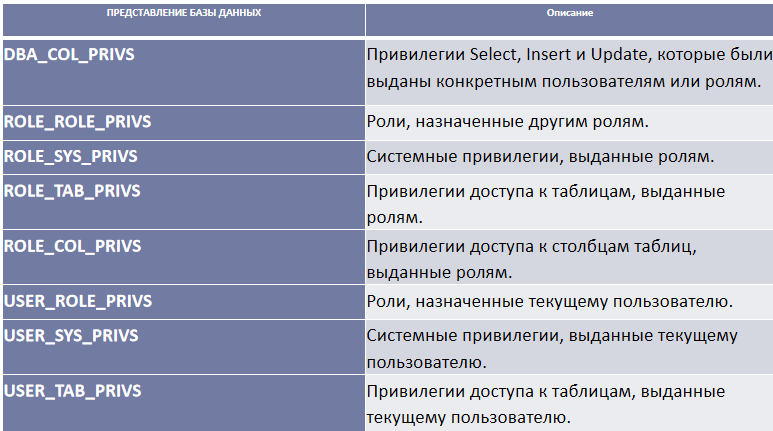 ПРЕДСТАВЛЕНИЕ БАЗЫ ДАННЫХ
Описание
DBA_COL_PRIVS
Привилегии Select, Insert и Update, которые были
выданы конкретным пользователям или ролям.
ROLE_ROLE_PRIVS
Роли, назначенные другим ролям.
ROLE_SYS_PRIVS
Системные привилегии, выданные ролям.
ROLE_TAB_PRIVS
Привилегии доступа к таблицам, выданные
ролям.
ROLE_COL_PRIVS
Привилегии доступа к столбцам таблиц,
выданные ролям.
USER_ROLE_PRIVS
Роли, назначенные текущему пользователю.
USER_SYS_PRIVS
Системные привилегии, выданные текущему
пользователю.
USER_TAB_PRIVS
Привилегии доступа к таблицам, выданные
текущему пользователю.